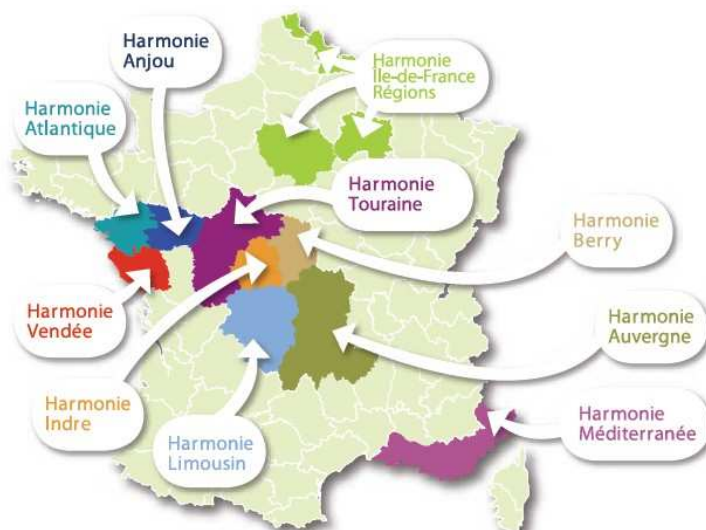 Harmonie
Anjou
Harmonie
Île-de-France
Régions
Harmonie
Atlantique
Harmonie
Touraine
Harmonie
Berry
Harmonie
Vendée
Harmonie
Auvergne
Harmonie
Indre
Harmonie
Limousin
Harmonie
Méditerranée